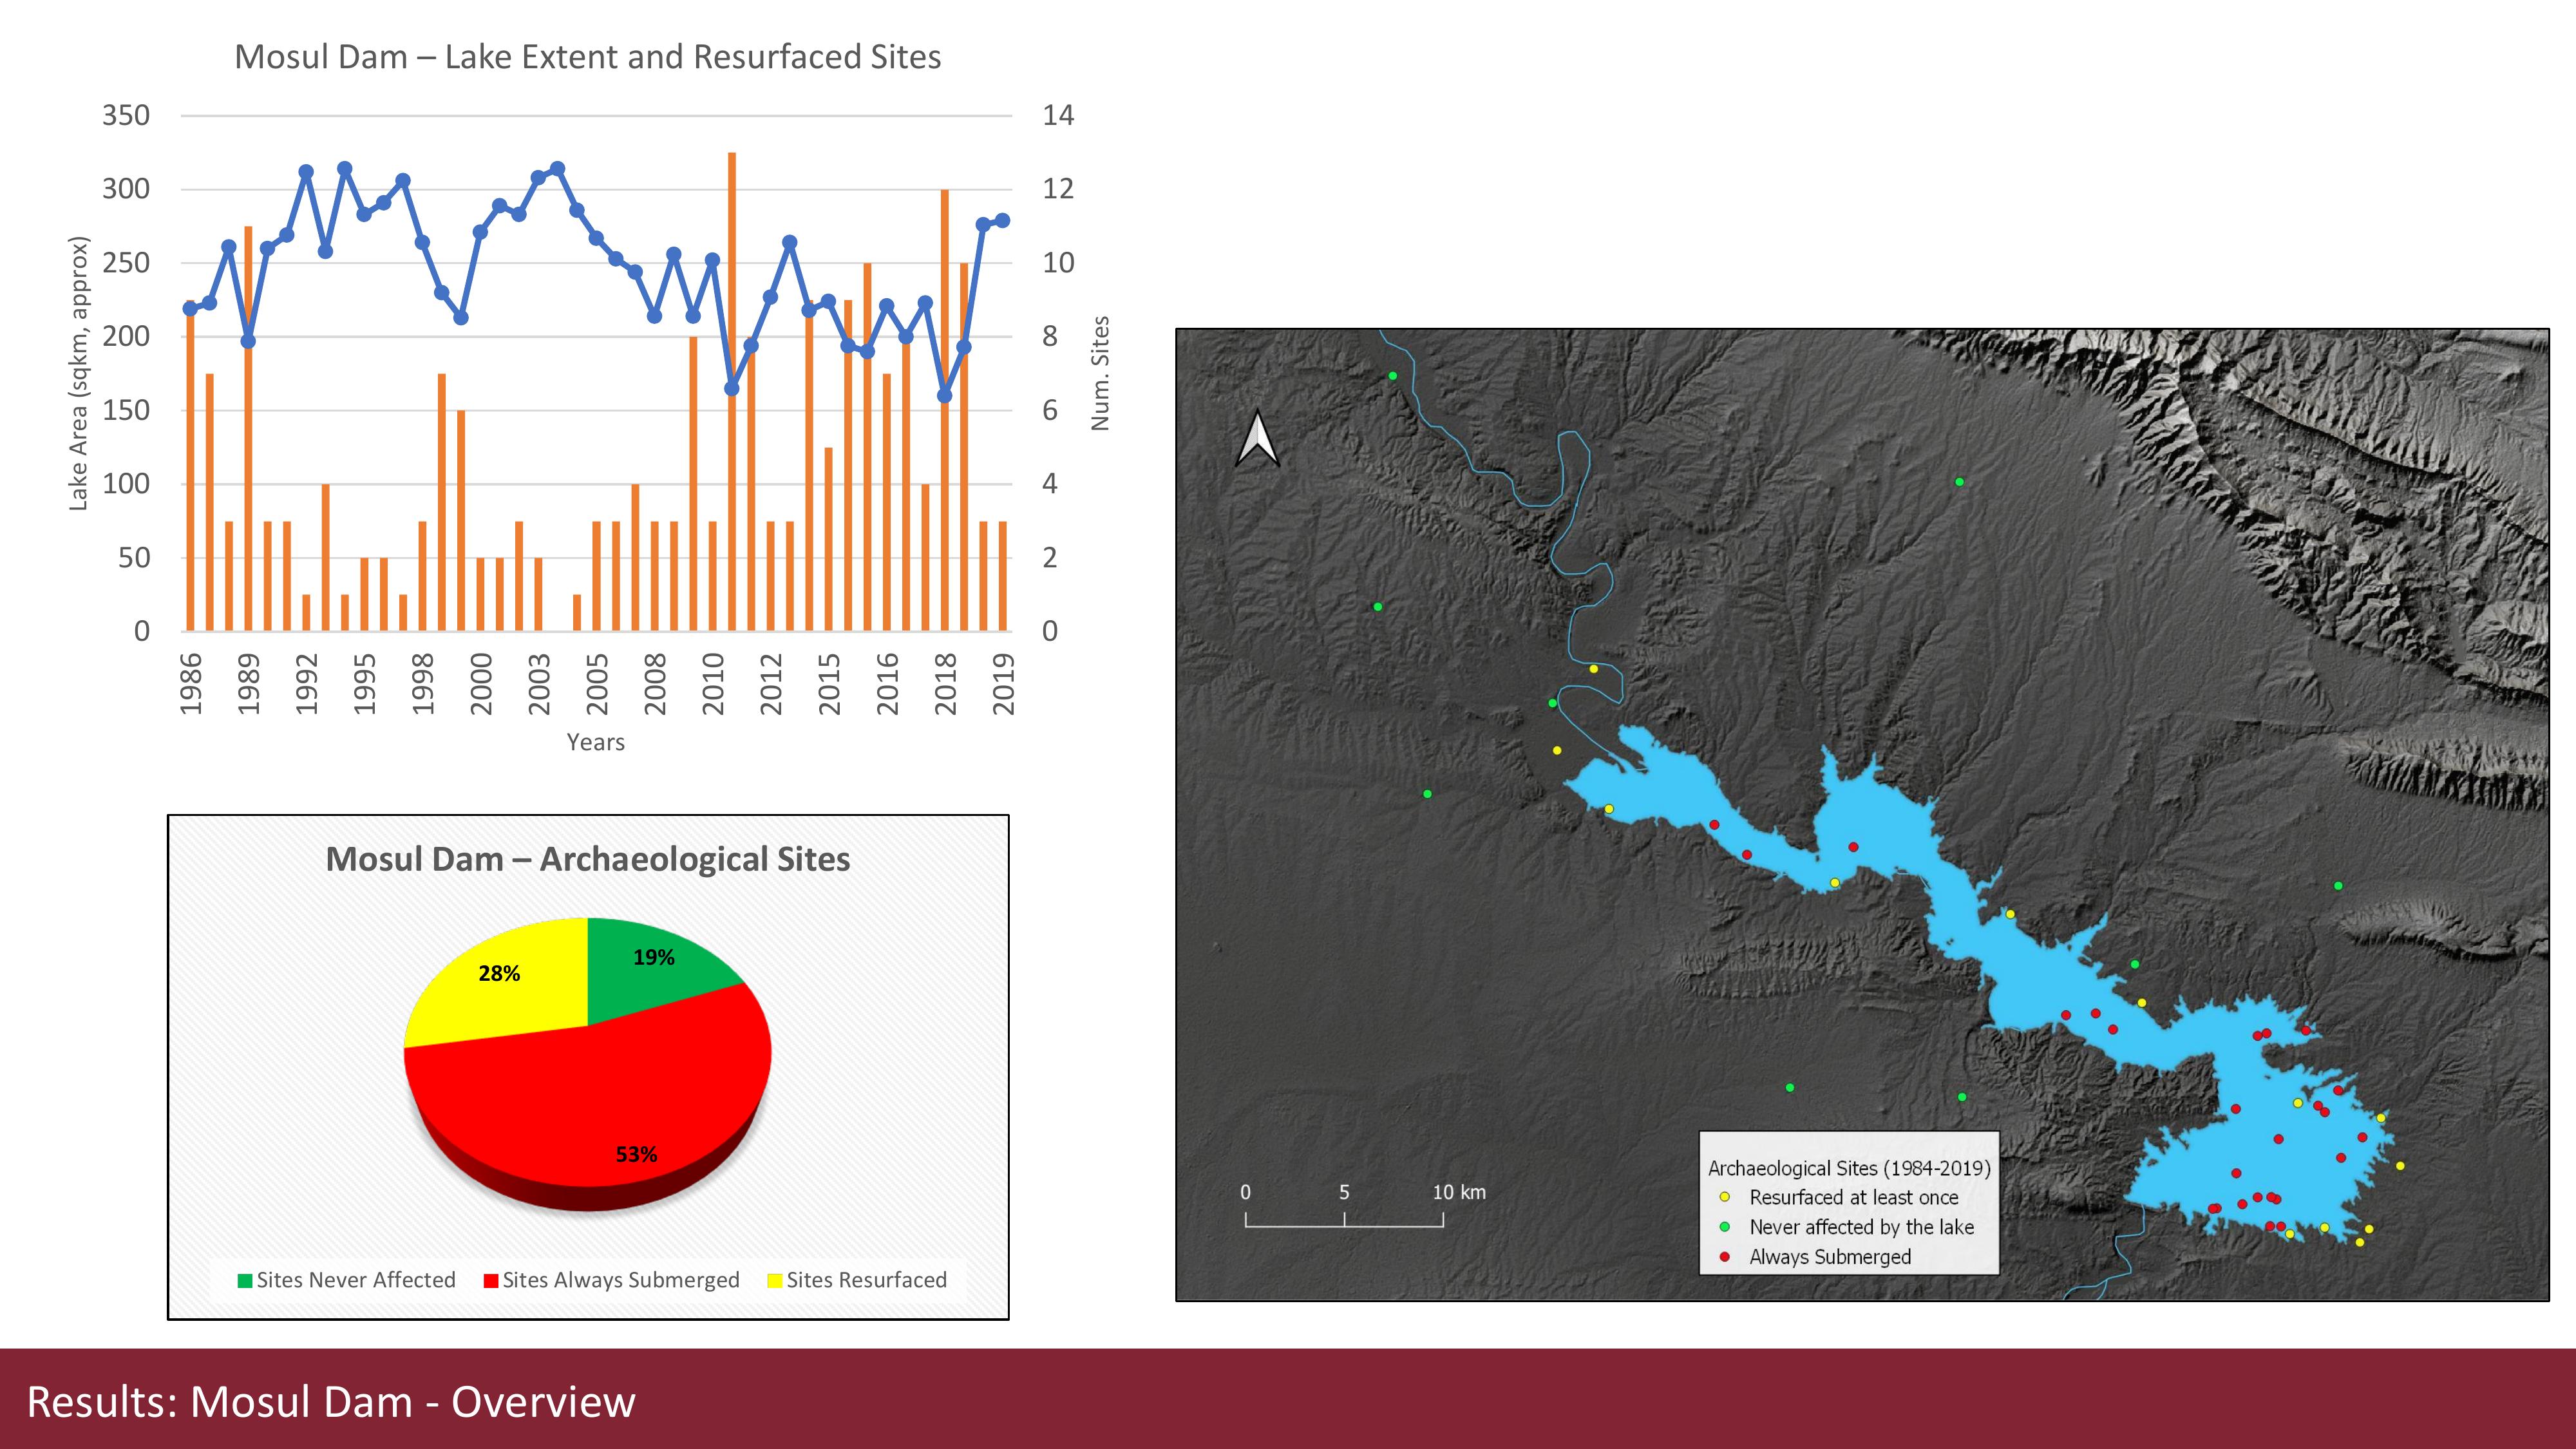 Mosul Dam – Lake Extent and Resurfaced Sites
350
300
250
200
150
100
50
0
Lake Area (sqkm, approx)
14
12
10
8
6
4
2
0
Num. Sites
1986
1989
1992
1995
1998
2000
2003
2005
2008
2010
2012
2015
2016
2018
2019
Years
Mosul Dam – Archaeological Sites
19%
28%
53%
Sites Never Affected
Sites Always Submerged
Sites Resurfaced
0 5 10 km
Archaeological Sites (1984-2019)
Resurfaced at least once
Never affected by the lake
Always Submerged
Results: Mosul Dam - Overview